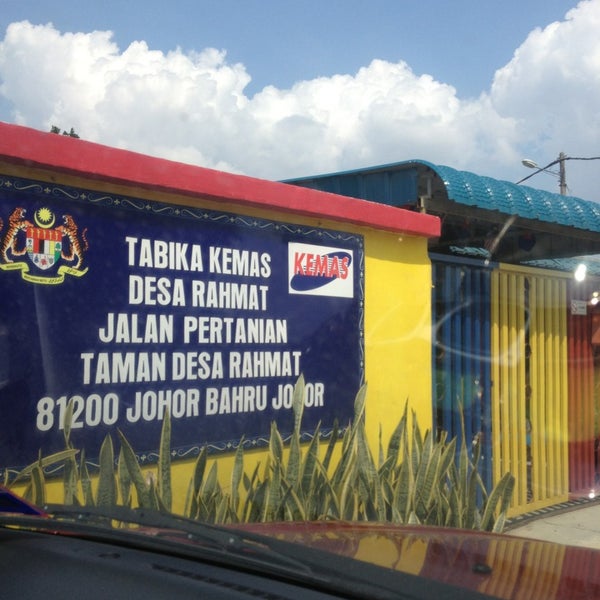 TABIKA KEMAS
DESA RAHMAT
JALAN PERTANIAN
TAMAN DESA RAHMAT
81200 JOHOR BAHRU JOHOR
KEMAS